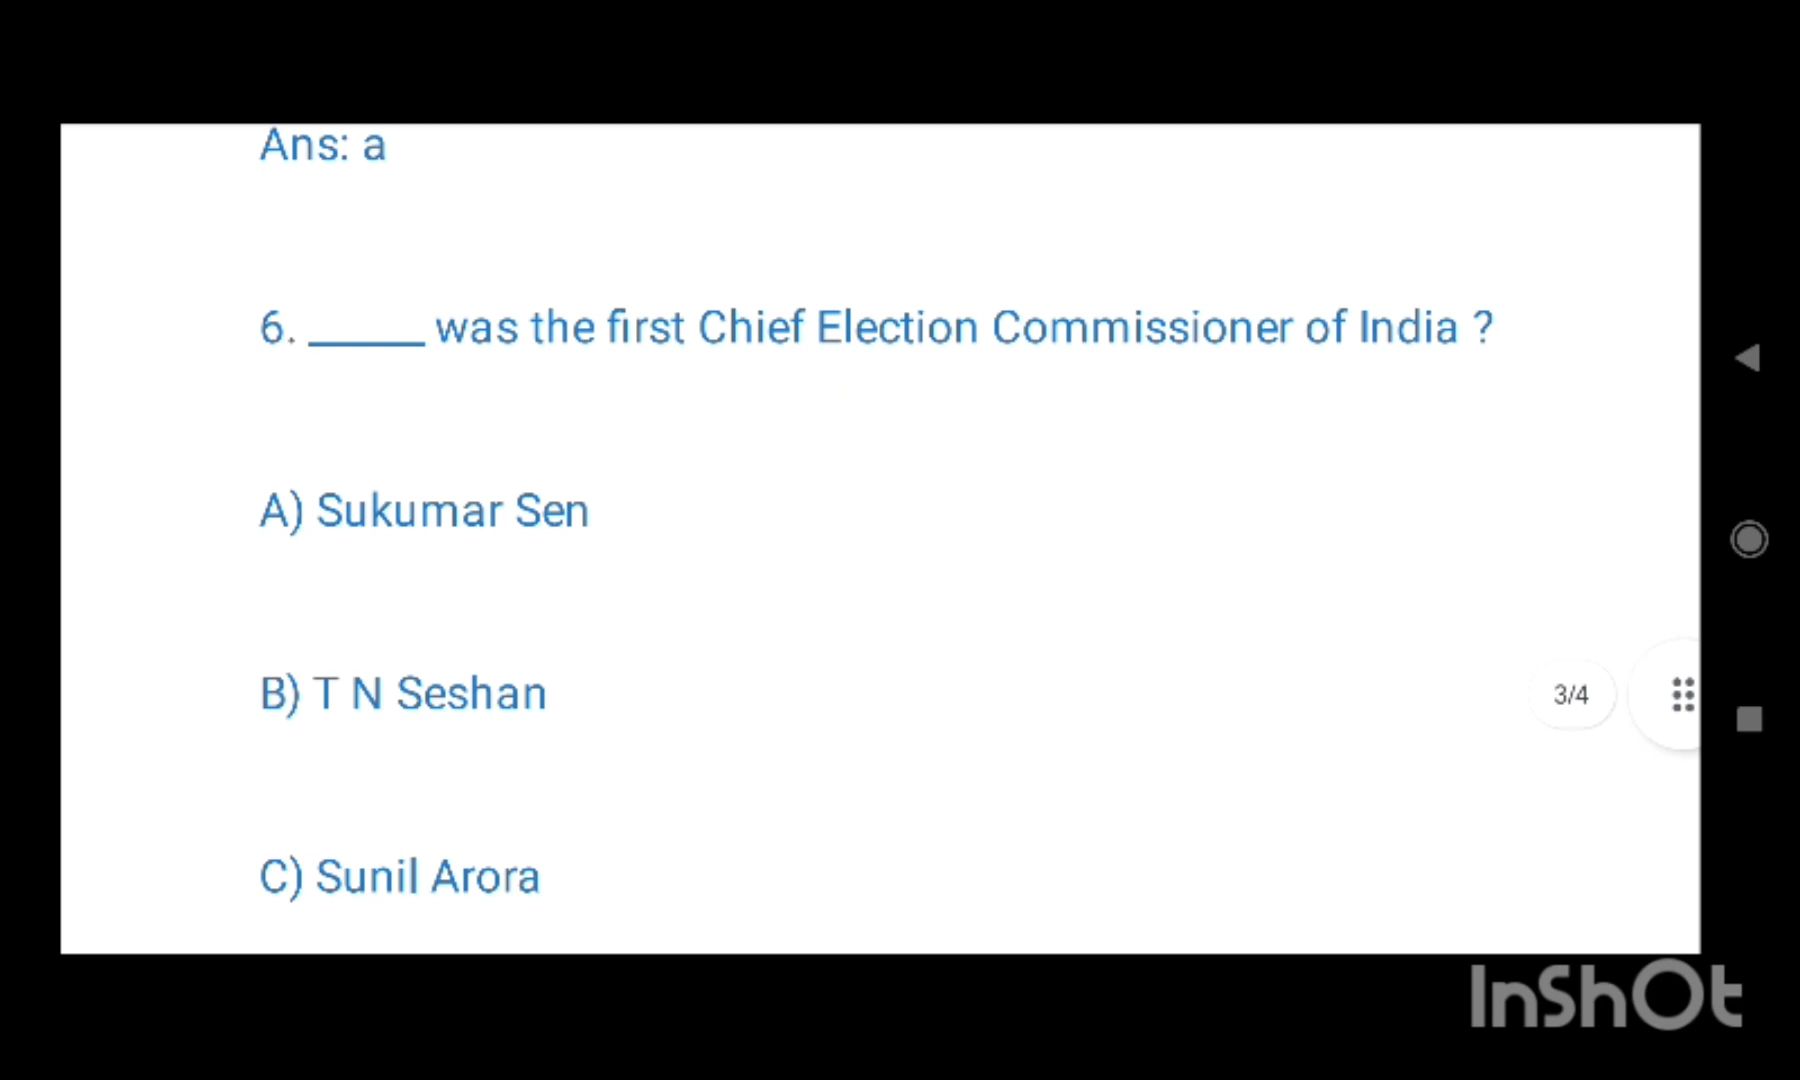 Ans: a
6. _____ was the first Chief Election Commissioner of India ?
A) Sukumar Sen
B) T N Seshan
3/4
C) Sunil Arora
InShOt